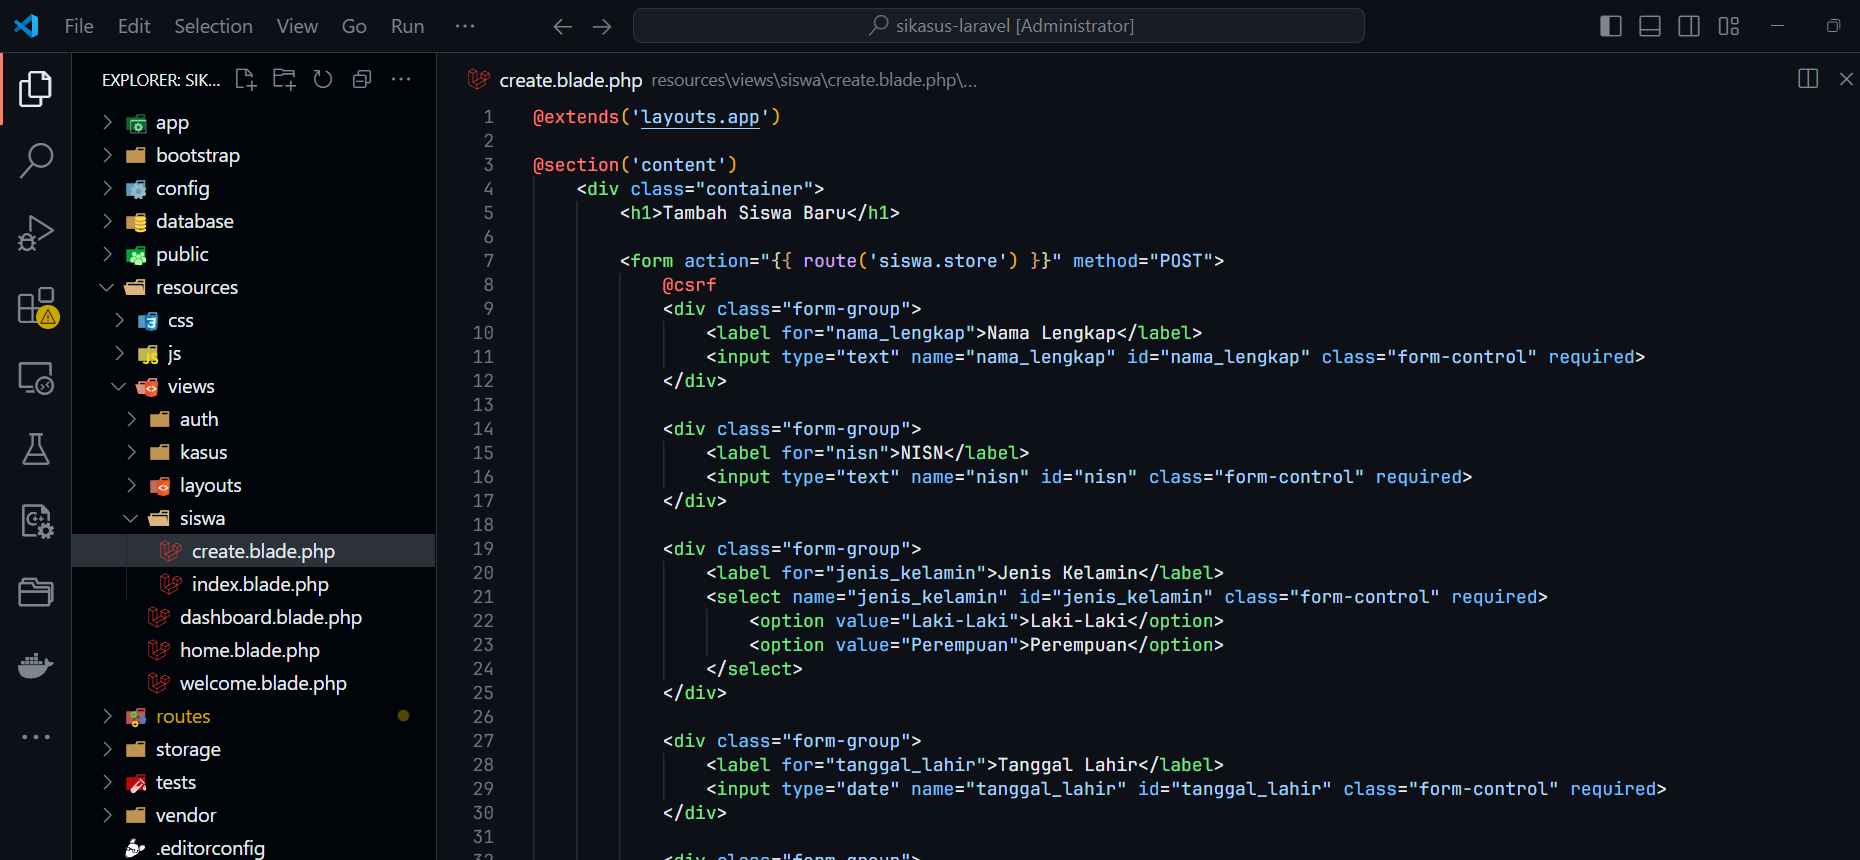 File Edit Selection View Go Run ··· sikasus-laravel [Administrator]
EXPLORER: SIK...
app
bootstrap
config
database
public
resources
css
js
views
auth
kasus
layouts
siswa
create.blade.php
index.blade.php
dashboard.blade.php
home.blade.php
welcome.blade.php
routes
storage
tests
vendor
.editorconfig
create.blade.php resources\views\siswa\create.blade.php\...
1 @extends('layouts.app')
2
3 @section('content')
4 <div class="container">
5 <h1>Tambah Siswa Baru</h1>
6
7 <form action="{{ route('siswa.store') }}" method="POST">
8 @csrf
9 <div class="form-group">
10 <label for="nama_lengkap">Nama Lengkap</label>
11 <input type="text" name="nama_lengkap" id="nama_lengkap" class="form-control" required>
12 </div>
13
14 <div class="form-group">
15 <label for="nisn">NISN</label>
16 <input type="text" name="nisn" id="nisn" class="form-control" required>
17 </div>
18
19 <div class="form-group">
20 <label for="jenis_kelamin">Jenis Kelamin</label>
21 <select name="jenis_kelamin" id="jenis_kelamin" class="form-control" required>
22 <option value="Laki-Laki">Laki-Laki</option>
23 <option value="Perempuan">Perempuan</option>
24 </select>
25 </div>
26
27 <div class="form-group">
28 <label for="tanggal_lahir">Tanggal Lahir</label>
29 <input type="date" name="tanggal_lahir" id="tanggal_lahir" class="form-control" required>
30 </div>
31
32 <div class="form-group">